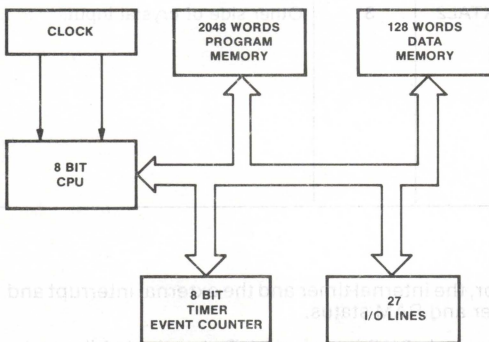 CLOCK
2048 WORDS
PROGRAM
MEMORY
128 WORDS
DATA
MEMORY
8 BIT
CPU
8 BIT
TIMER
EVENT COUNTER
27
I/O LINES